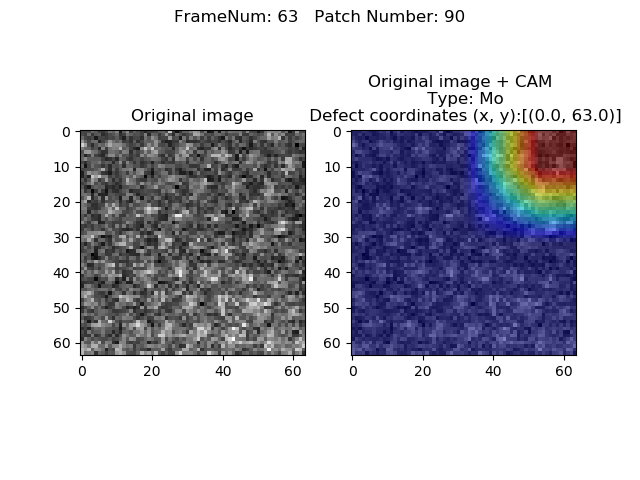 FrameNum: 63   Patch Number: 90
Original image
0
10
20
30
40
50
60
0 20 40 60
Original image + CAM
Type: Mo
Defect coordinates (x, y):[(0.0, 63.0)]
0
10
20
30
40
50
60
0 20 40 60